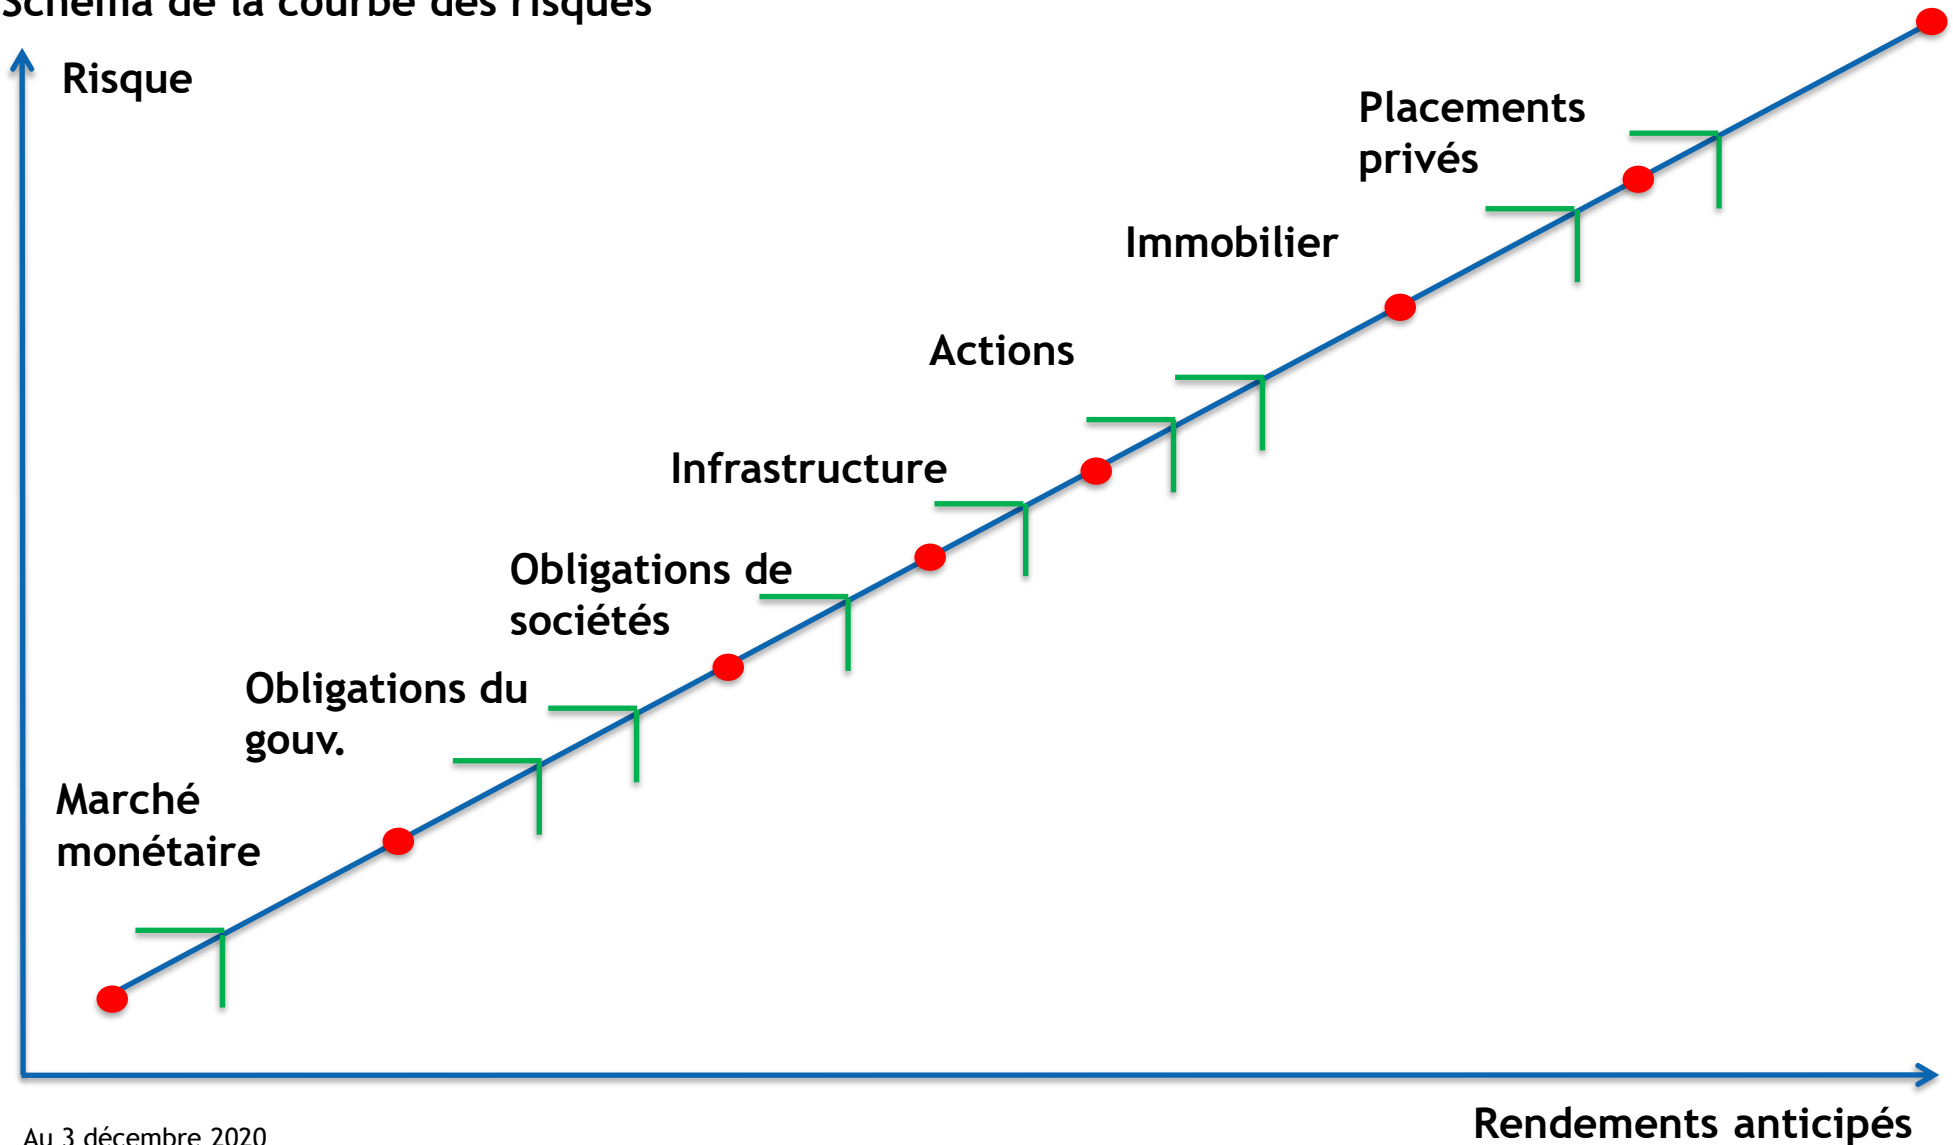 Schéma de la courbe des risques
Risque
Placements
privés
Immobilier
Actions
Infrastructure
Obligations de
sociétés
Obligations du
gouv.
Marché
monétaire
Rendements anticipés
Au 3 décembre 2020